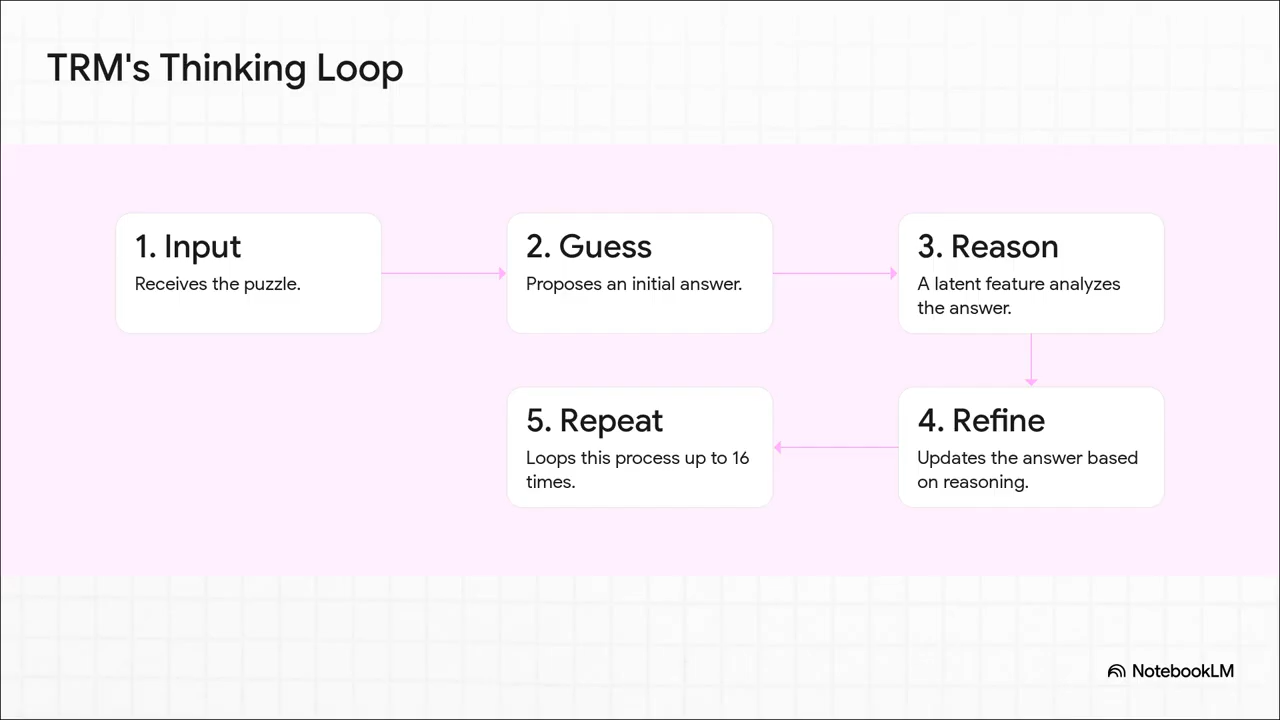 TRM's Thinking Loop
1. Input
Receives the puzzle.
2. Guess
Proposes an initial answer.
3. Reason
A latent feature analyzes
the answer.
4. Refine
Updates the answer based
on reasoning.
5. Repeat
Loops this process up to 16
times.
NotebookLM